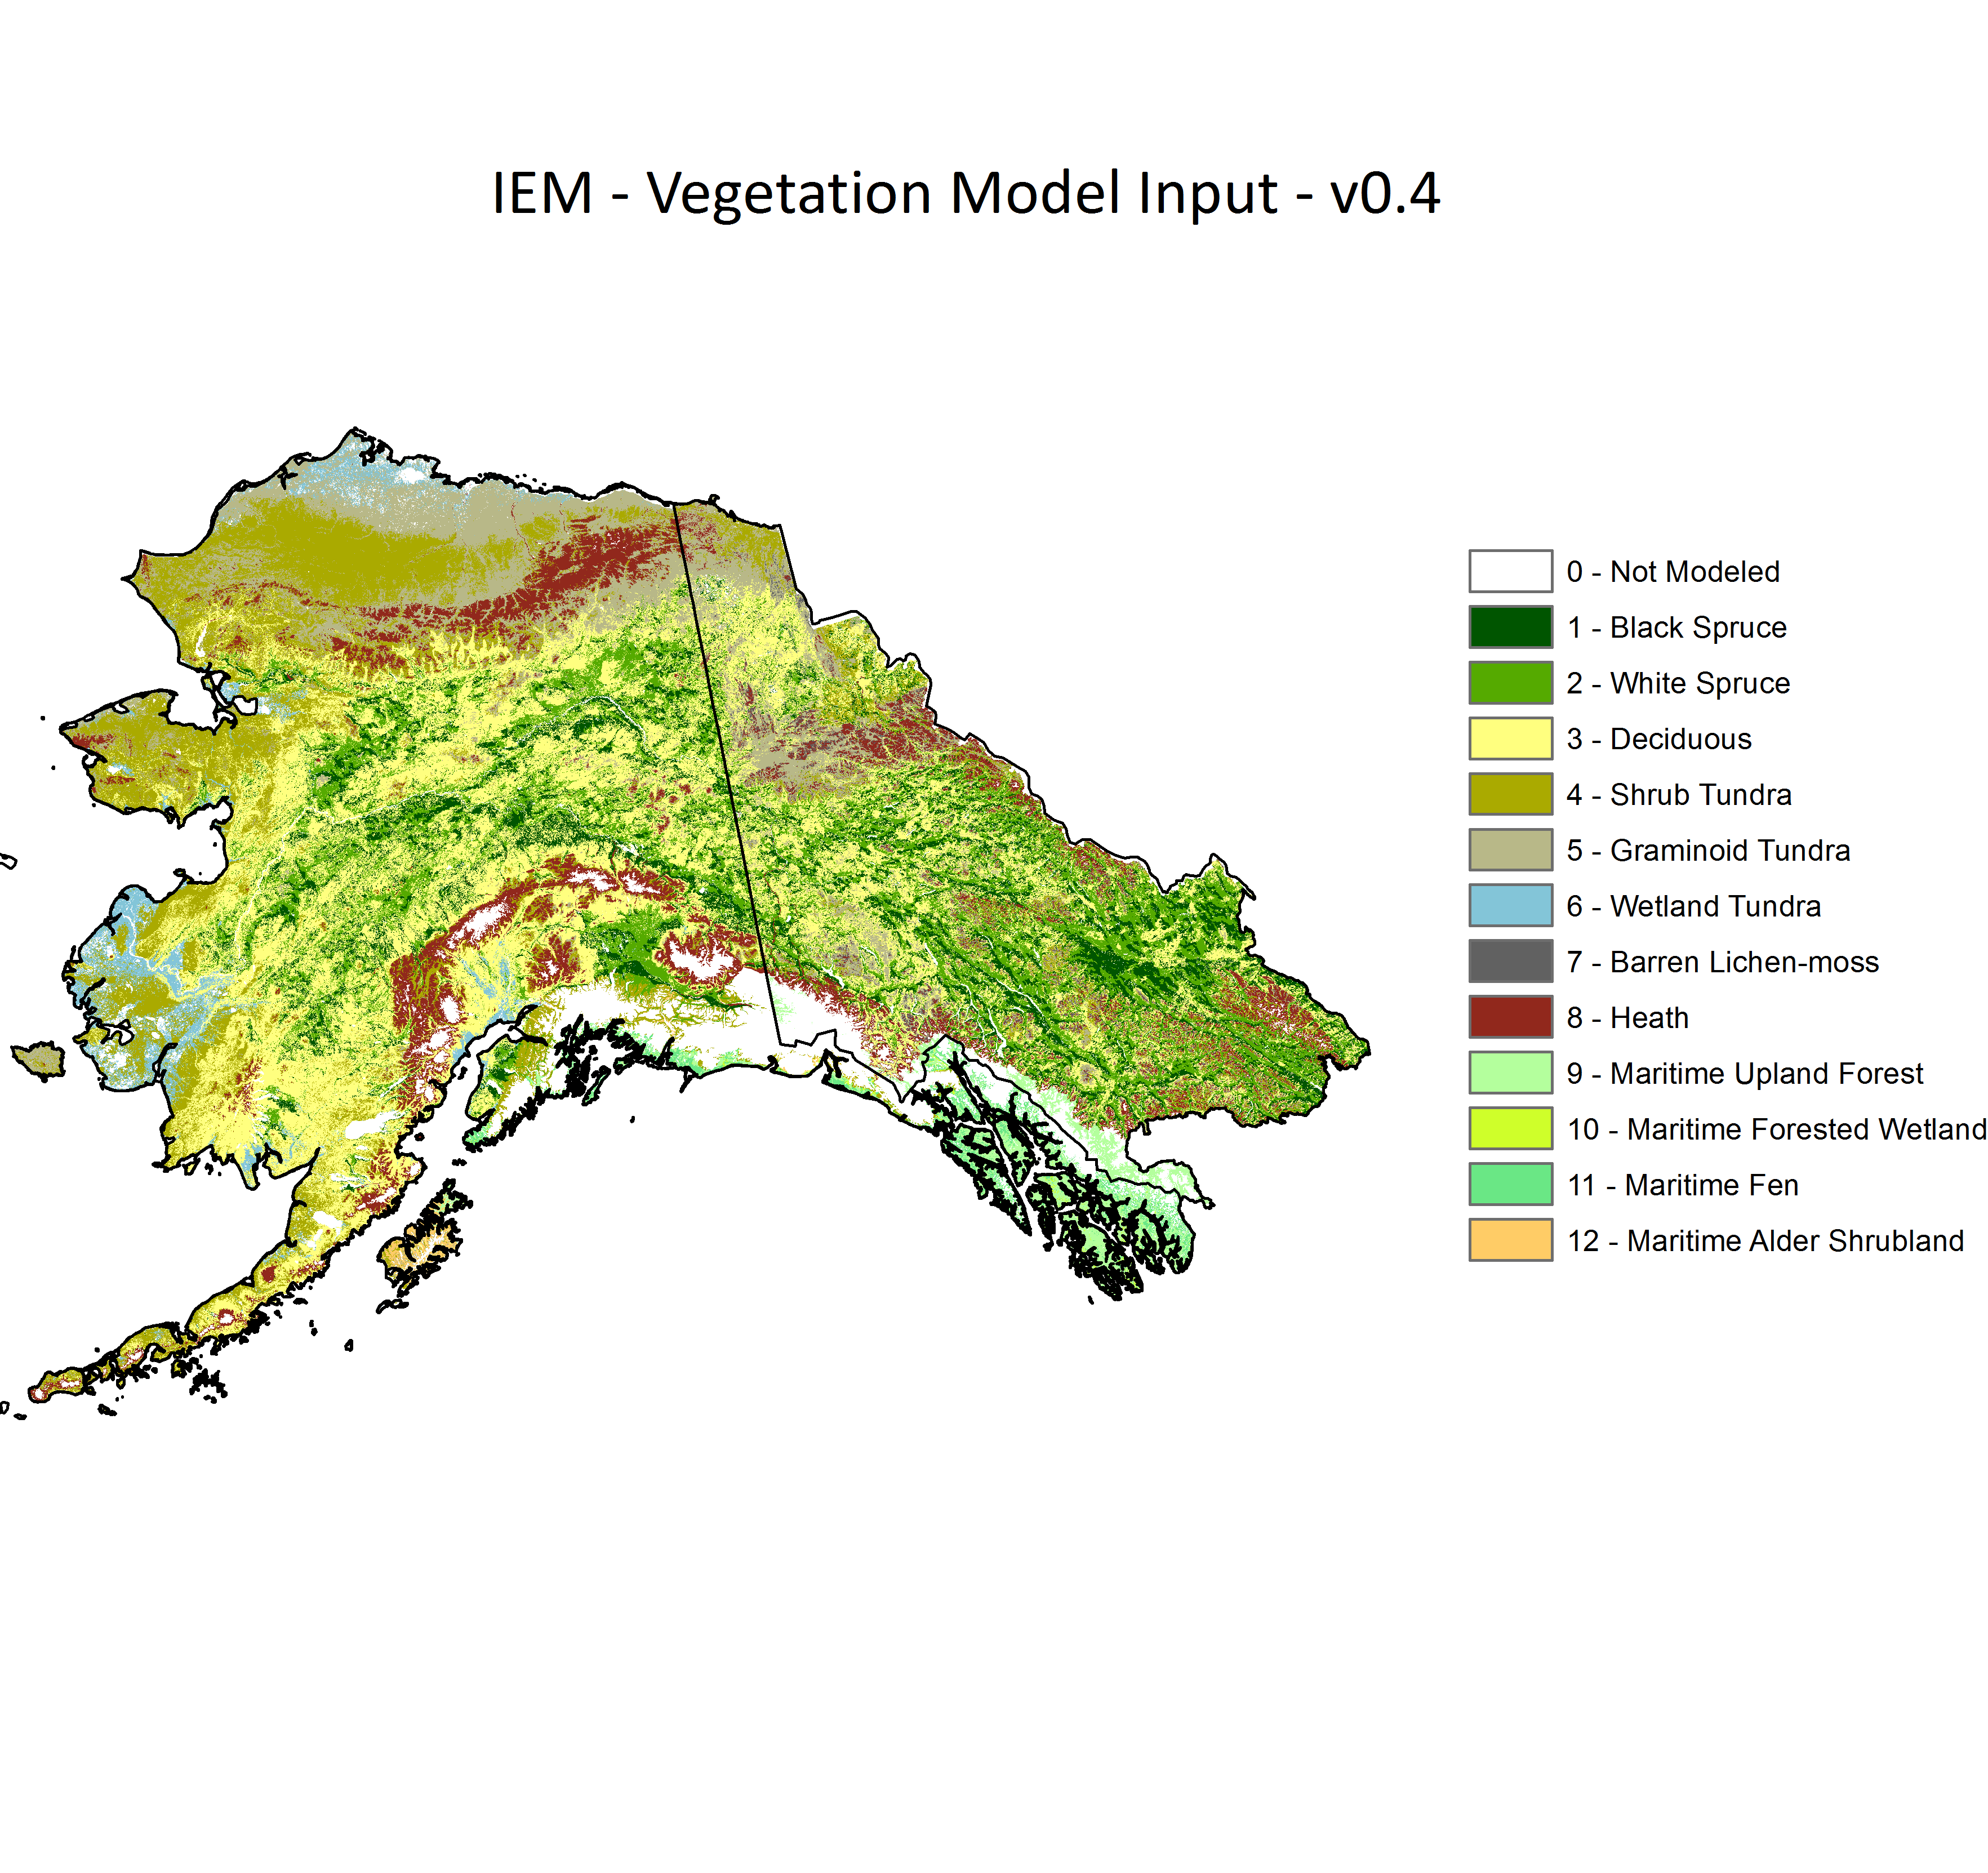 IEM - Vegetation Model Input - v0.4
0 - Not Modeled
1 - Black Spruce
2 - White Spruce
3 - Deciduous
4 - Shrub Tundra
5 - Graminoid Tundra
6 - Wetland Tundra
7 - Barren Lichen-moss
8 - Heath
9 - Maritime Upland Forest
10 - Maritime Forested Wetland
11 - Maritime Fen
12 - Maritime Alder Shrubland